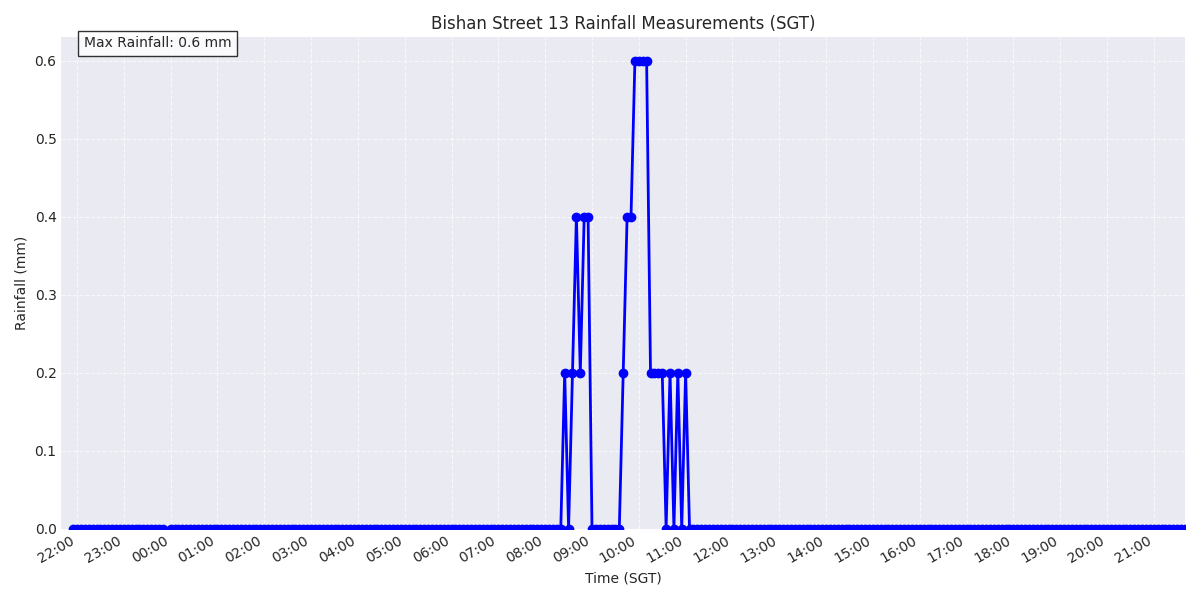 Bishan Street 13 Rainfall Measurements (SGT)
Max Rainfall: 0.6 mm
0.6
0.5
0.4
0.3
0.2
0.1
0.0
Rainfall (mm)
22:00 23:00 00:00 01:00 02:00 03:00 04:00 05:00 06:00 07:00 08:00 09:00 10:00 11:00 12:00 13:00 14:00 15:00 16:00 17:00 18:00 19:00 20:00 21:00
Time (SGT)